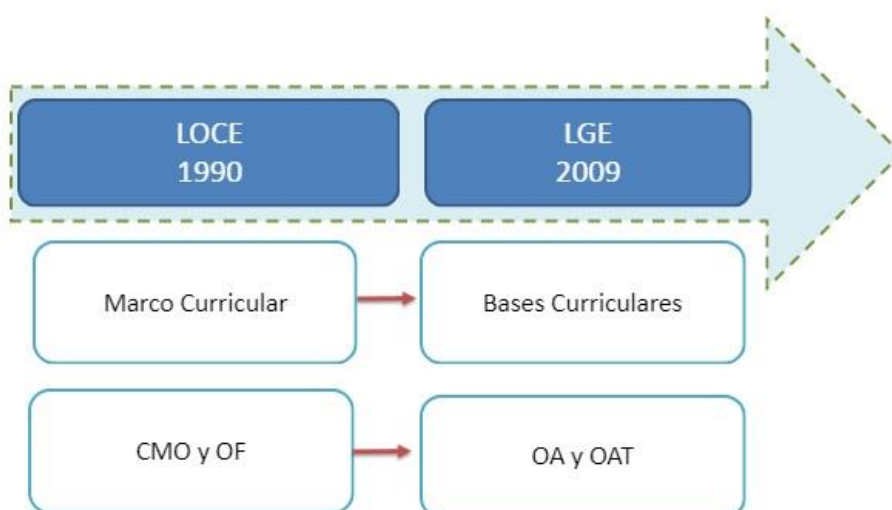 LOCE
1990
LGE
2009
Marco Curricular
Bases Curriculares
CMO y OF
OA y OAT